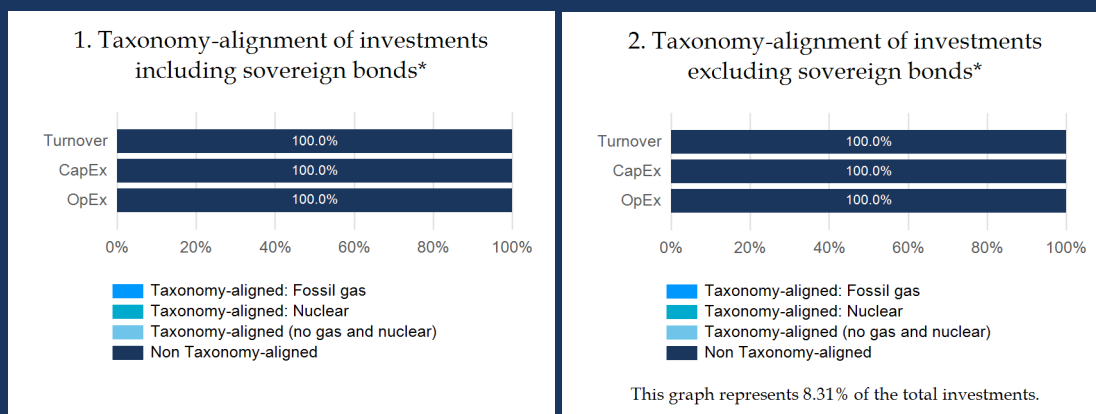 1. Taxonomy-alignment of investments
including sovereign bonds*
Turnover 100.0%
CapEx 100.0%
OpEx 100.0%
0% 20% 40% 60% 80% 100%
Taxonomy-aligned: Fossil gas
Taxonomy-aligned: Nuclear
Taxonomy-aligned (no gas and nuclear)
Non Taxonomy-aligned
2. Taxonomy-alignment of investments
excluding sovereign bonds*
Turnover 100.0%
CapEx 100.0%
OpEx 100.0%
0% 20% 40% 60% 80% 100%
Taxonomy-aligned: Fossil gas
Taxonomy-aligned: Nuclear
Taxonomy-aligned (no gas and nuclear)
Non Taxonomy-aligned
This graph represents 8.31% of the total investments.